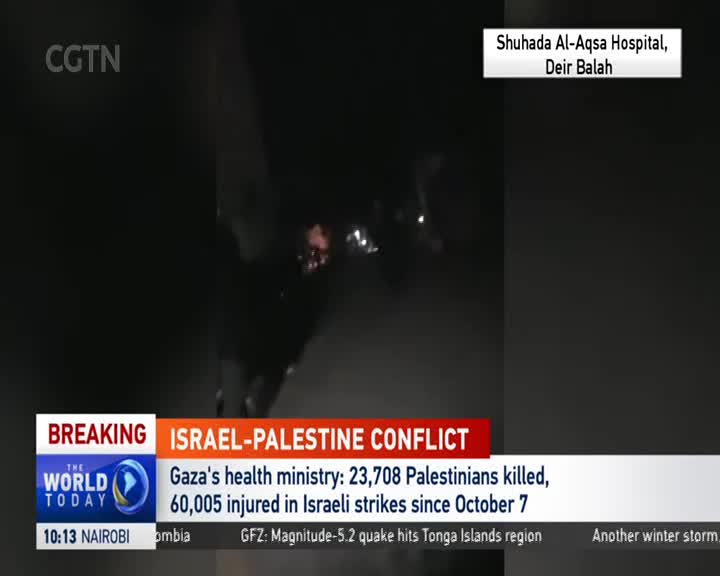 CGTN
Shuhada Al-Aqsa Hospital,
Deir Balah
BREAKING
ISRAEL-PALESTINE CONFLICT
THE
WORLD
TODAY
Gaza's health ministry: 23,708 Palestinians killed,
60,005 injured in Israeli strikes since October 7
10:13 NAIROBI
ombia GFZ: Magnitude-5.2 quake hits Tonga Islands region Another winter storm,